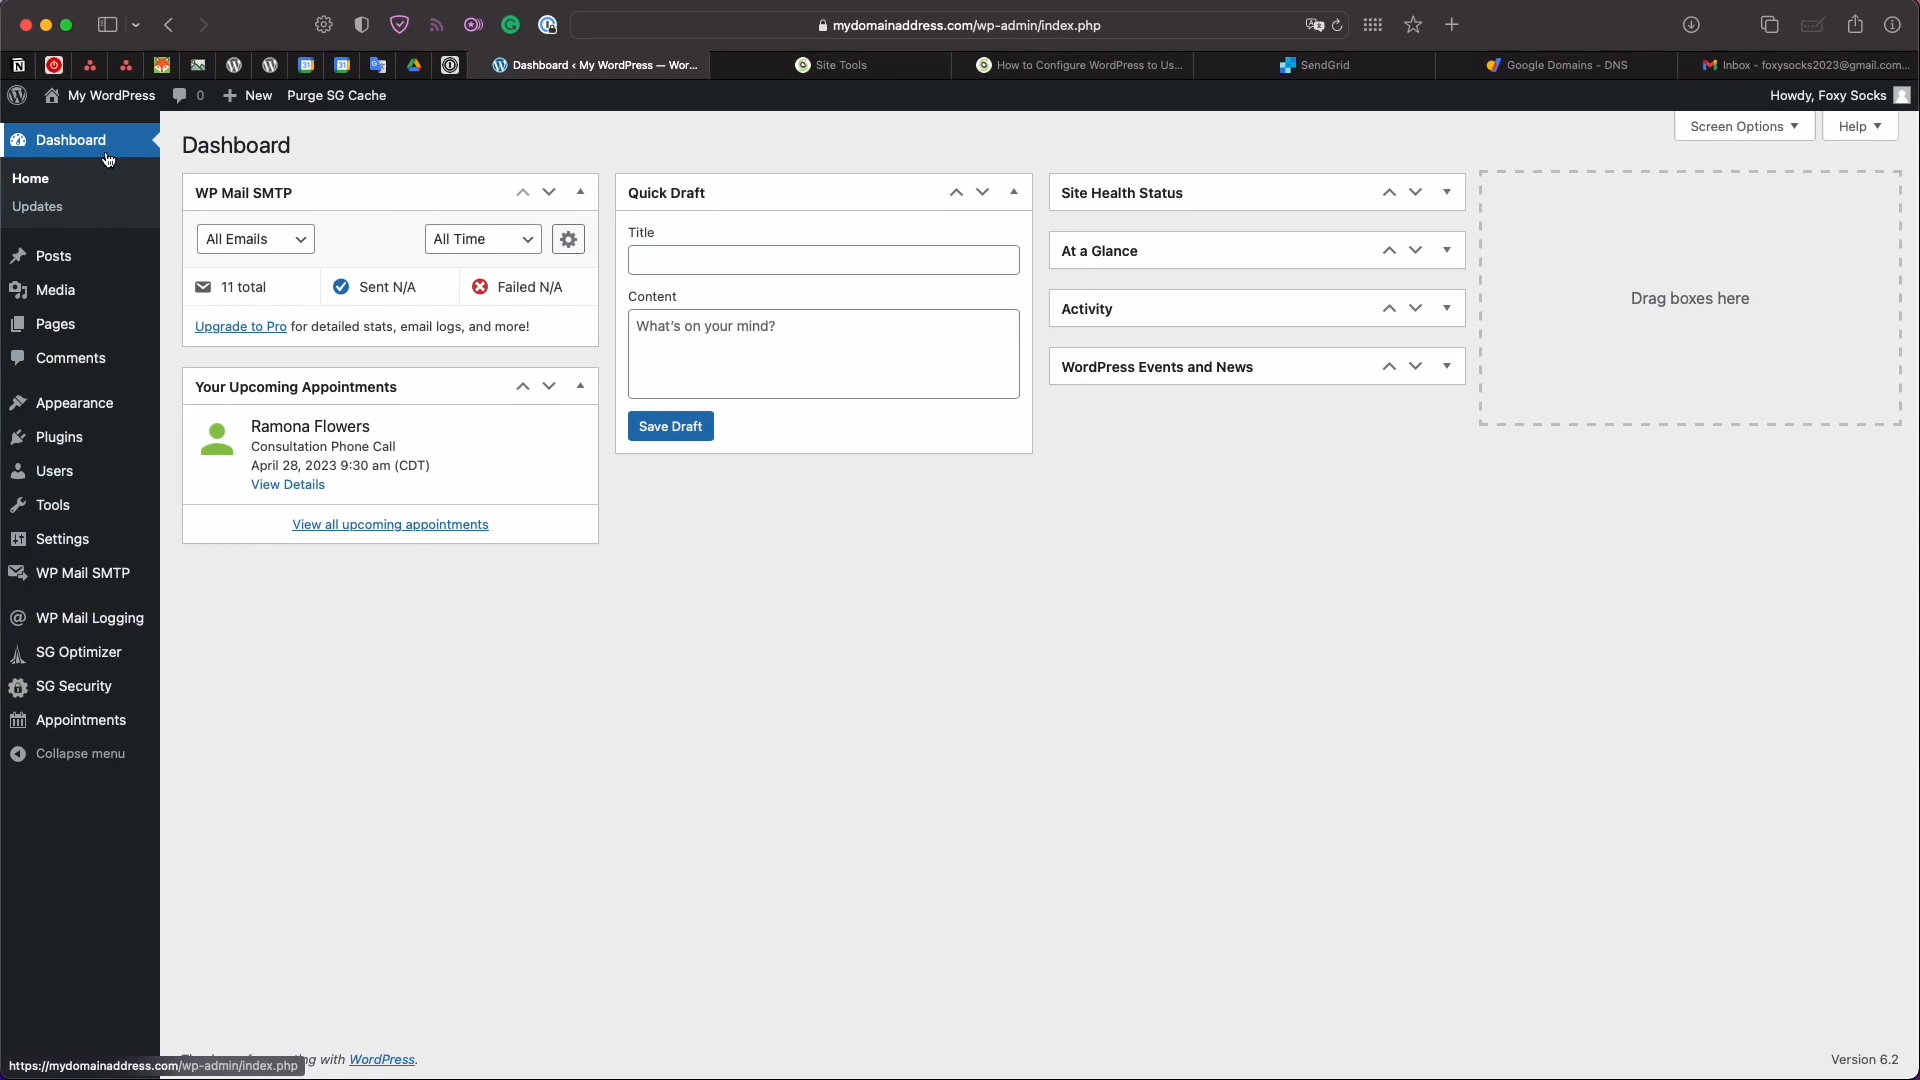 mydomainaddress.com/wp-admin/index.php
Dashboard ‹ My WordPress — Wor...
Site Tools
How to Configure WordPress to Us...
SendGrid
Google Domains - DNS
Inbox - foxysocks2023@gmail.com...
My WordPress
0
New
Purge SG Cache
Howdy, Foxy Socks
Dashboard
Home
Updates
Posts
Media
Pages
Comments
Appearance
Plugins
Users
Tools
Settings
WP Mail SMTP
WP Mail Logging
SG Optimizer
SG Security
Appointments
Collapse menu
Screen Options
Help
Dashboard
WP Mail SMTP
All Emails
All Time
11 total
Sent N/A
Failed N/A
Upgrade to Pro for detailed stats, email logs, and more!
Your Upcoming Appointments
Ramona Flowers
Consultation Phone Call
April 28, 2023 9:30 am (CDT)
View Details
View all upcoming appointments
Quick Draft
Title
Content
What's on your mind?
Save Draft
Site Health Status
At a Glance
Activity
WordPress Events and News
Drag boxes here
with WordPress.
Version 6.2
https://mydomainaddress.com/wp-admin/index.php